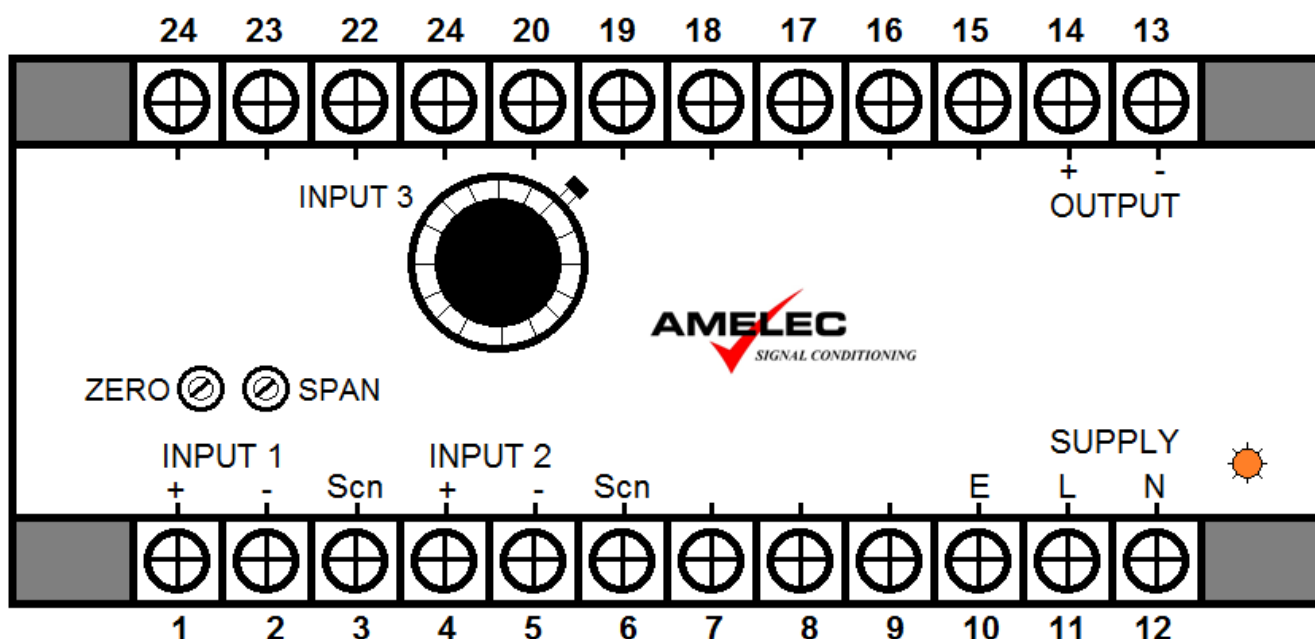 24 23 22 24 20 19 18 17 16 15 14 13
+ -
INPUT 3 OUTPUT
AMELEC
SIGNAL CONDITIONING
ZERO SPAN
INPUT 1 INPUT 2 SUPPLY
+ - Scn + - Scn E L N
1 2 3 4 5 6 7 8 9 10 11 12